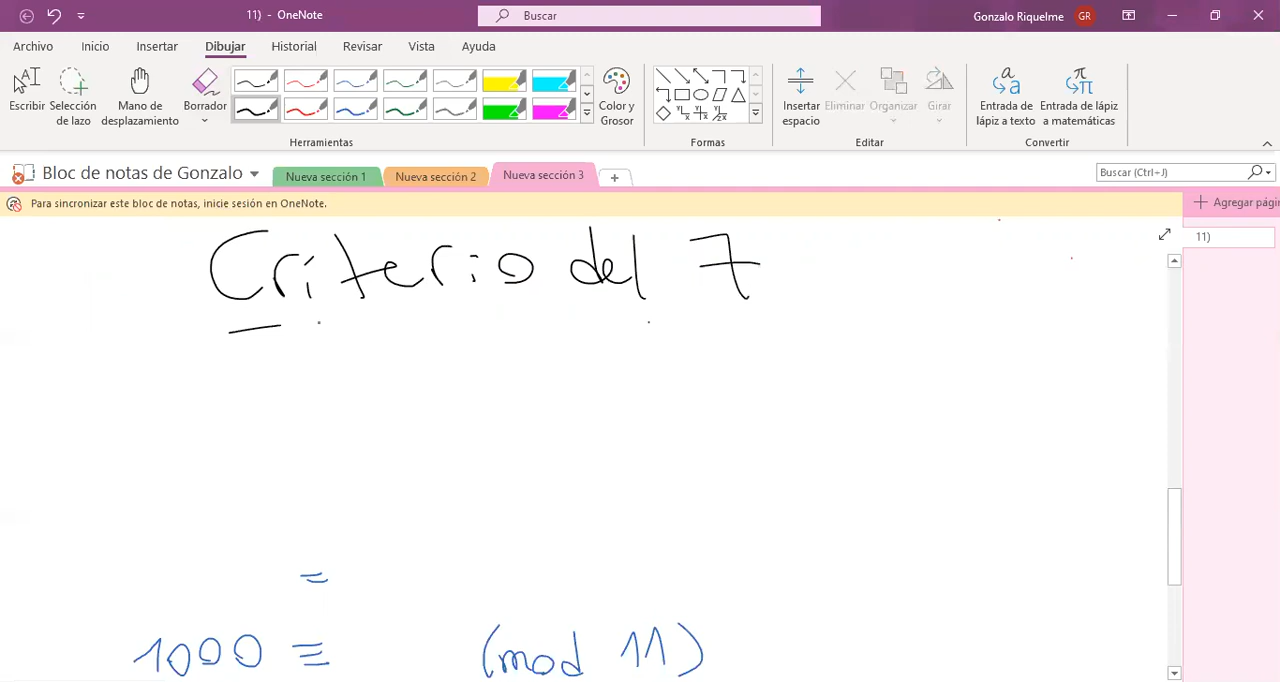 11) - OneNote
Buscar
Gonzalo Riquelme GR
Archivo Inicio Insertar Dibujar Historial Revisar Vista Ayuda
Escribir Selección de lazo Mano de desplazamiento Borrador Color y Grosor Insertar espacio Eliminar Organizar Girar Entrada de lápiz a texto Entrada de lápiz a matemáticas
Herramientas Formas Editar Convertir
Bloc de notas de Gonzalo Nueva sección 1 Nueva sección 2 Nueva sección 3 Buscar (Ctrl+J)
Para sincronizar este bloc de notas, inicie sesión en OneNote. Agregar págin
11)
Criterio del 7
=
1000 ≡ (mod 11)